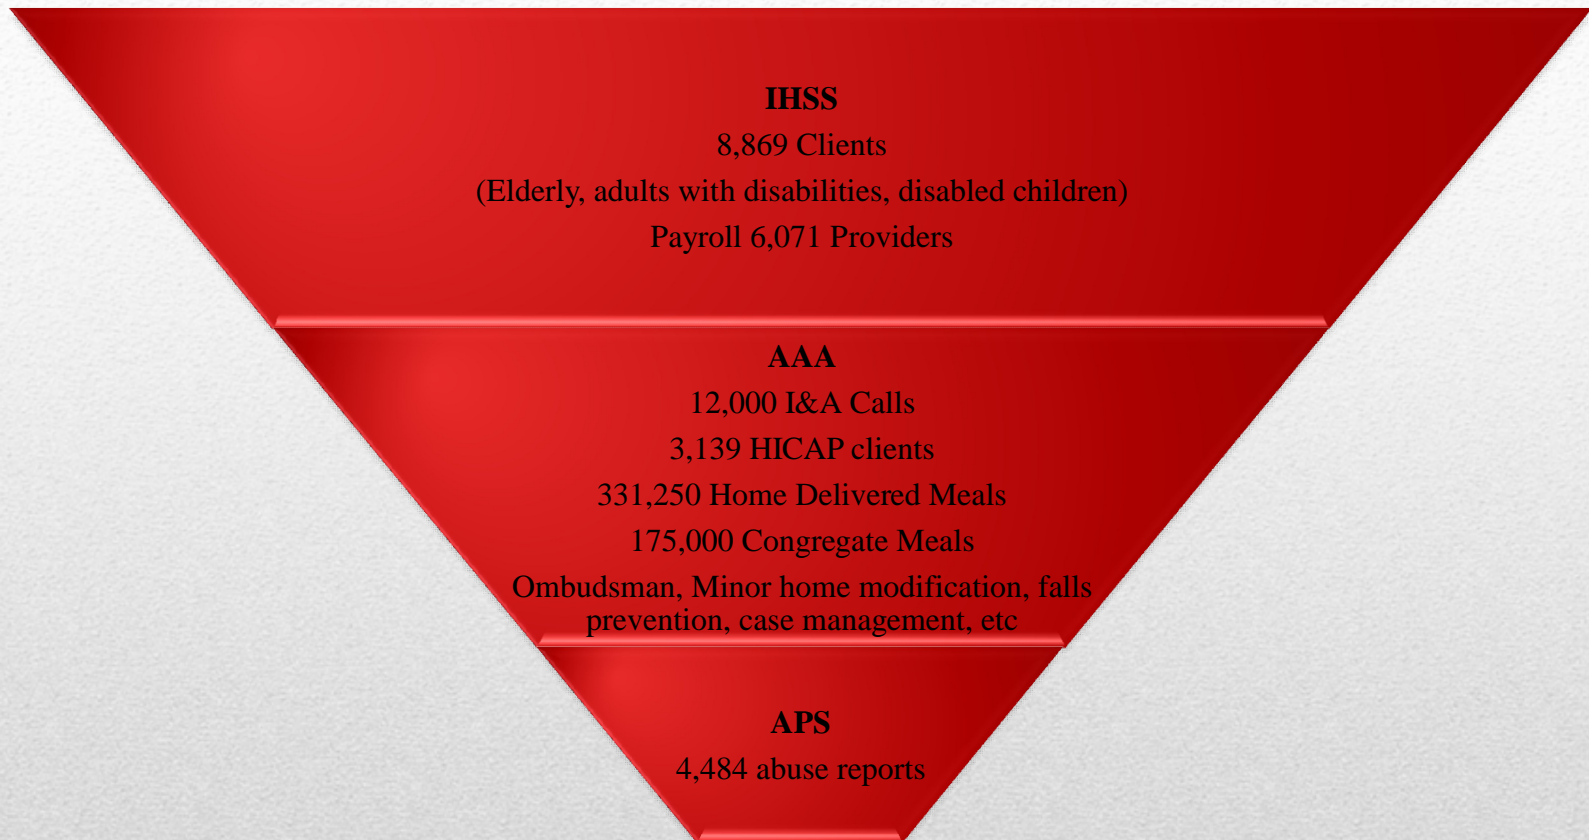 IHSS
8,869 Clients
(Elderly, adults with disabilities, disabled children)
Payroll 6,071 Providers
AAA
12,000 I&A Calls
3,139 HICAP clients
331,250 Home Delivered Meals
175,000 Congregate Meals
Ombudsman, Minor home modification, falls
prevention, case management, etc
APS
4,484 abuse reports